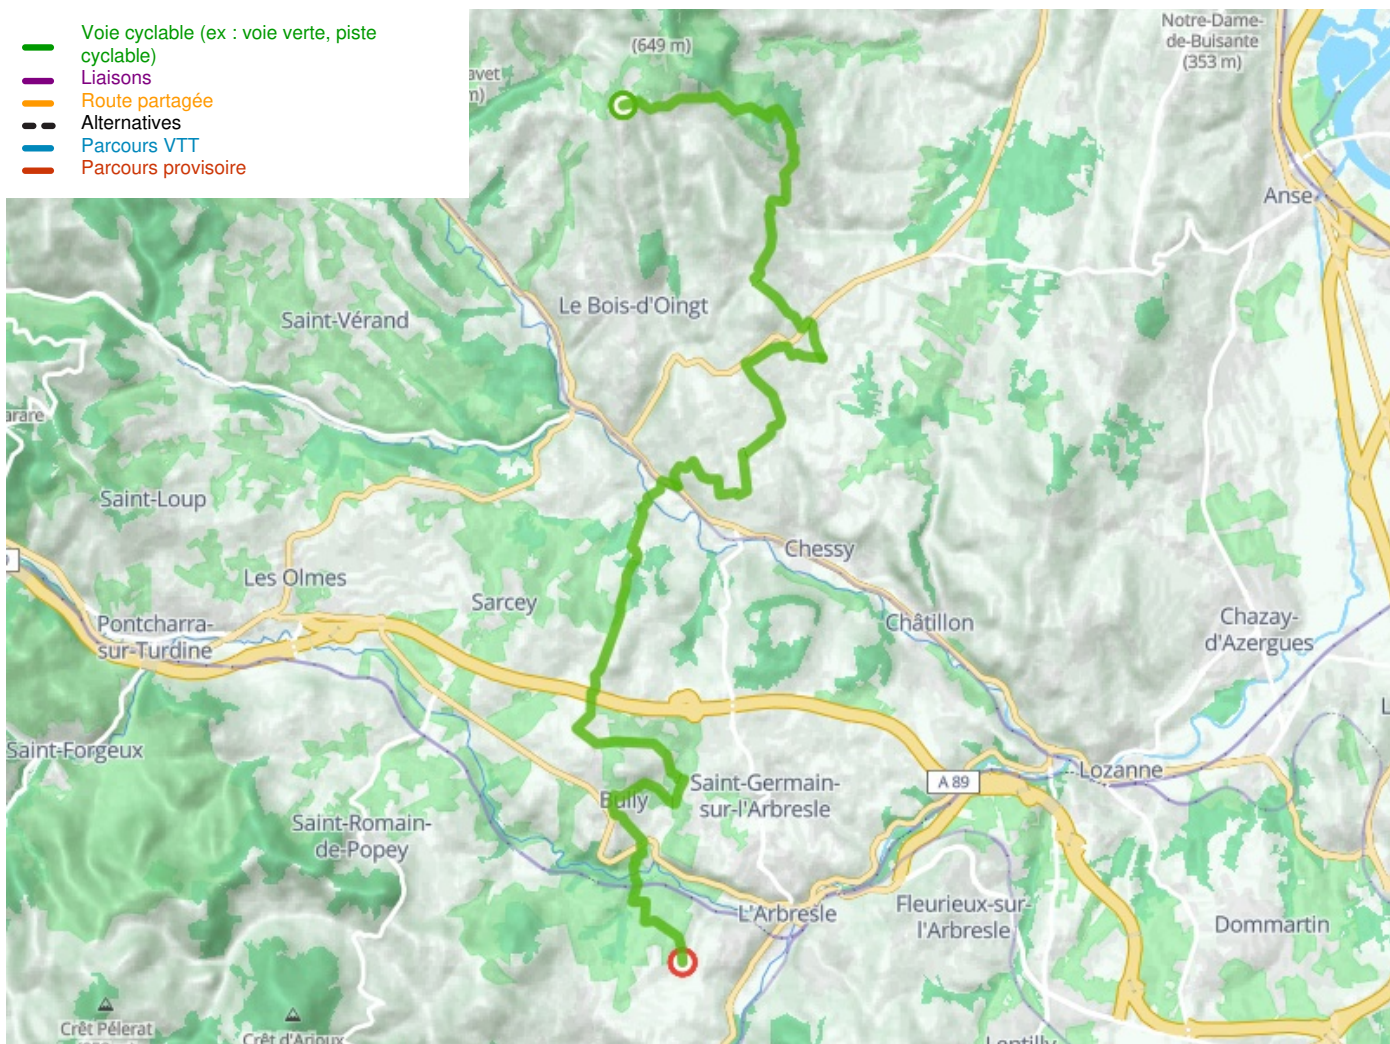 Voie cyclable (ex : voie verte, piste
cyclable)
Liaisons
Route partagée
Alternatives
Parcours VTT
Parcours provisoire
(649 m)
Notre-Dame-
de-Buisante
(353 m)
Anse
Le Bois-d'Oingt
Saint-Vérand
Saint-Loup
Les Olmes
Sarcey
Chessy
Châtillon
Chazay-
d'Azergues
Pontcharra-
sur-Turdine
Saint-Forgeux
Saint-Romain-
de-Popey
Bully
Saint-Germain-
sur-l'Arbresle
A 89
Lozanne
L'Arbresle
Fleurieux-sur-
l'Arbresle
Dommartin
Crêt Pélerat
Crêt d'Arjoux
Lentilly